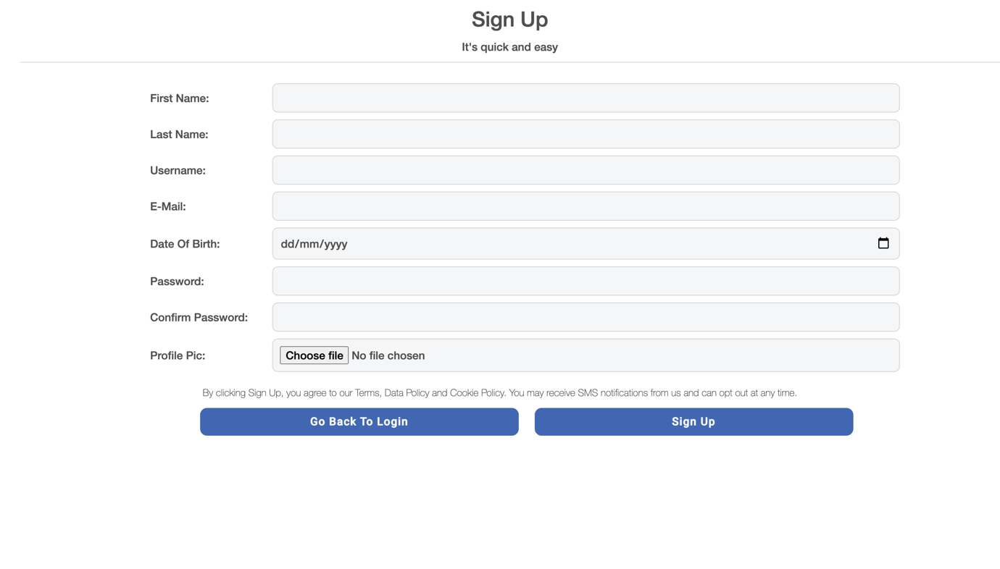 Sign Up
It's quick and easy
First Name:
Last Name:
Username:
E-Mail:
Date Of Birth: dd/mm/yyyy
Password:
Confirm Password:
Profile Pic: Choose file No file chosen
By clicking Sign Up, you agree to our Terms, Data Policy and Cookie Policy. You may receive SMS notifications from us and can opt out at any time.
Go Back To Login Sign Up